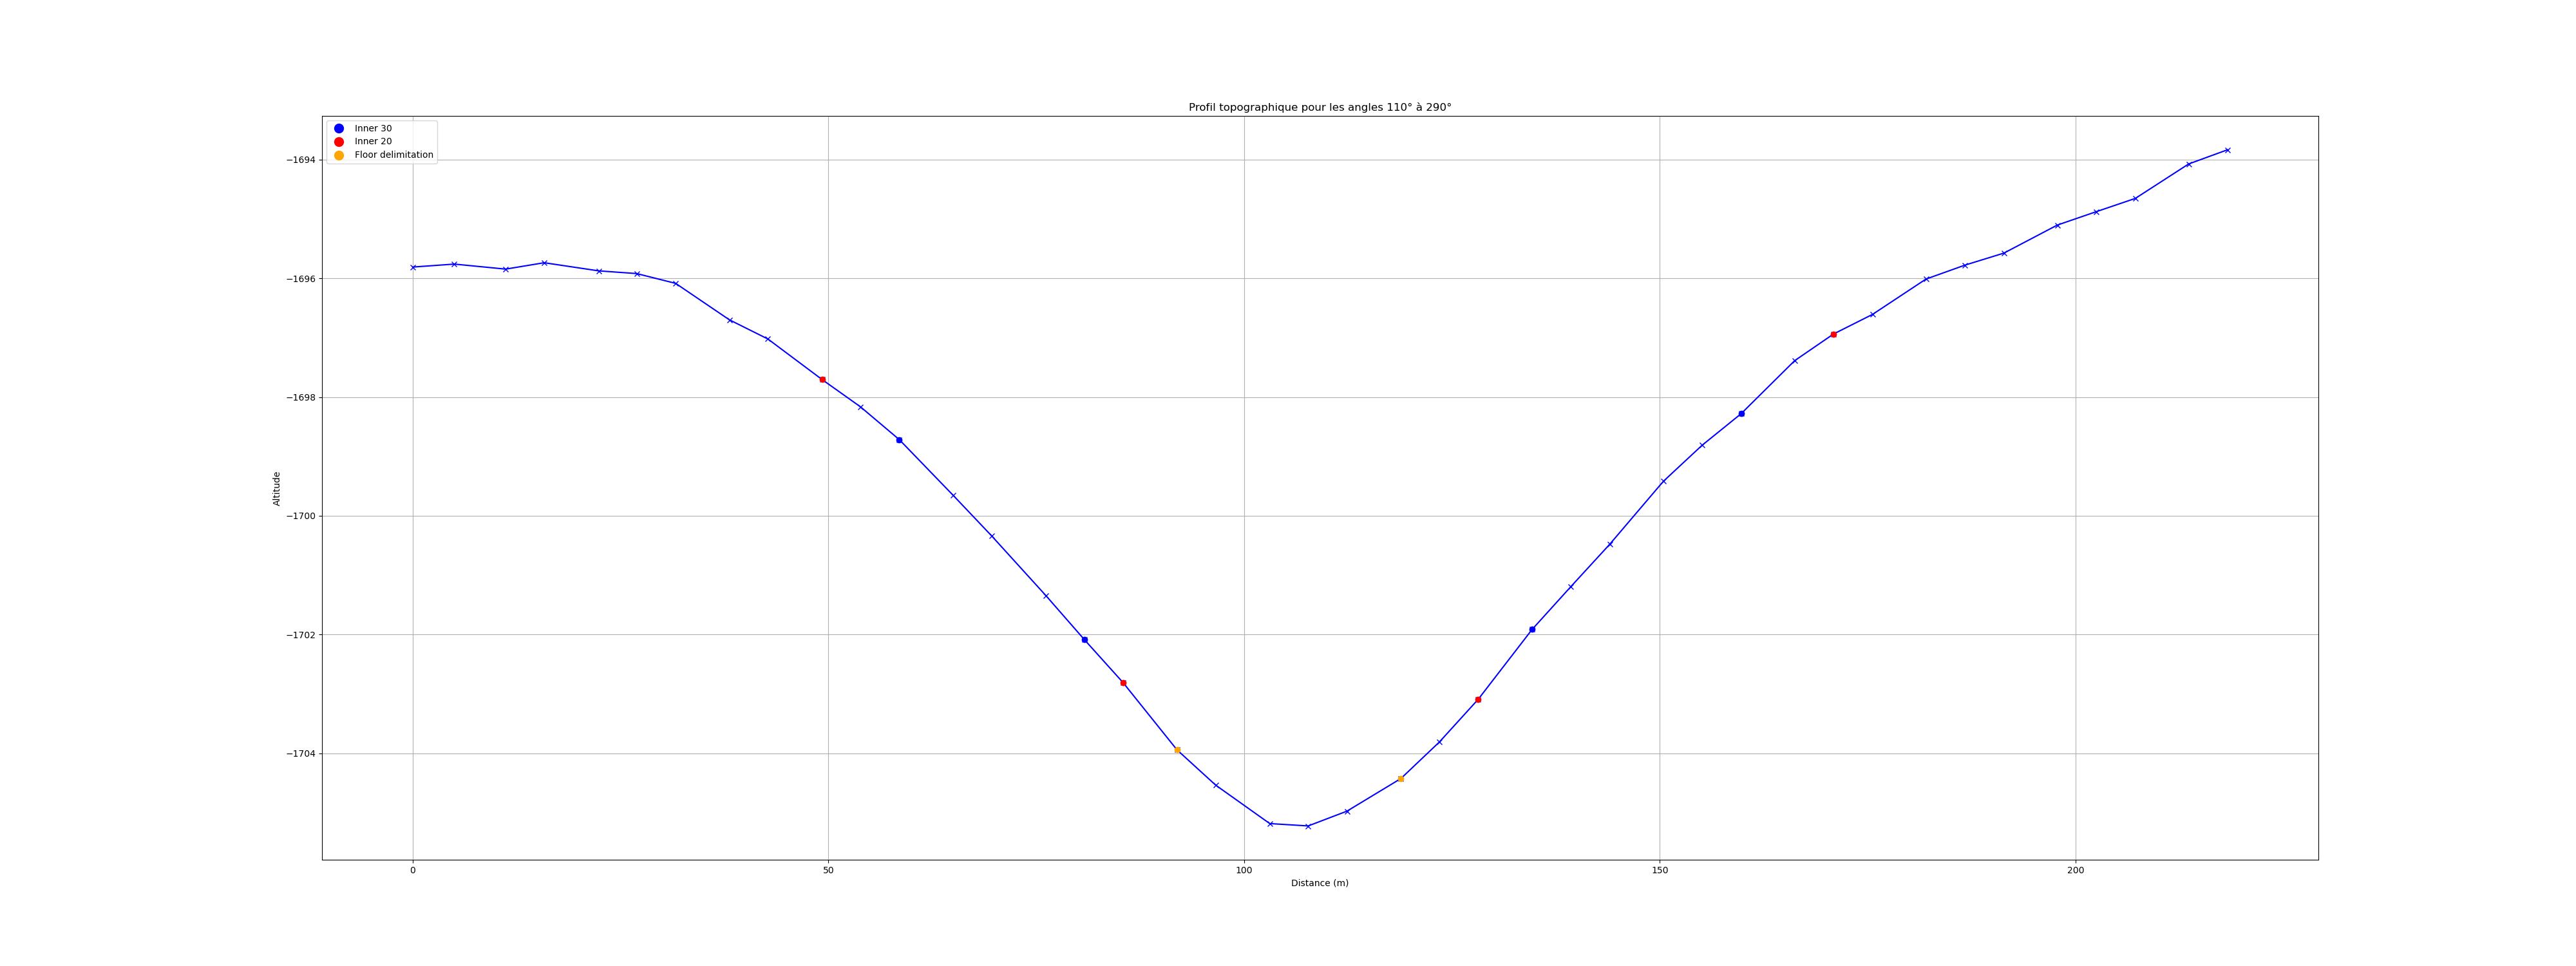 Profil topographique pour les angles 110° à 290°
Inner 30
Inner 20
Floor delimitation
−1694
−1696
−1698
−1700
−1702
−1704
Altitude
0
50
100
150
200
Distance (m)